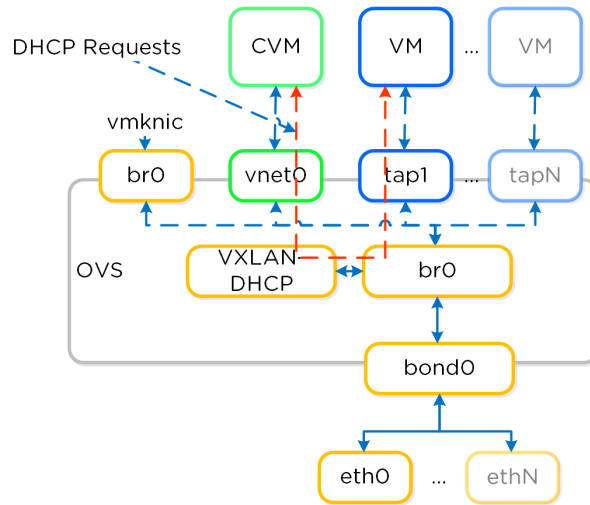 DHCP Requests
CVM
VM
...
VM
vmknic
br0
vnet0
tap1
...
tapN
OVS
VXLAN-
DHCP
br0
bond0
eth0
...
ethN